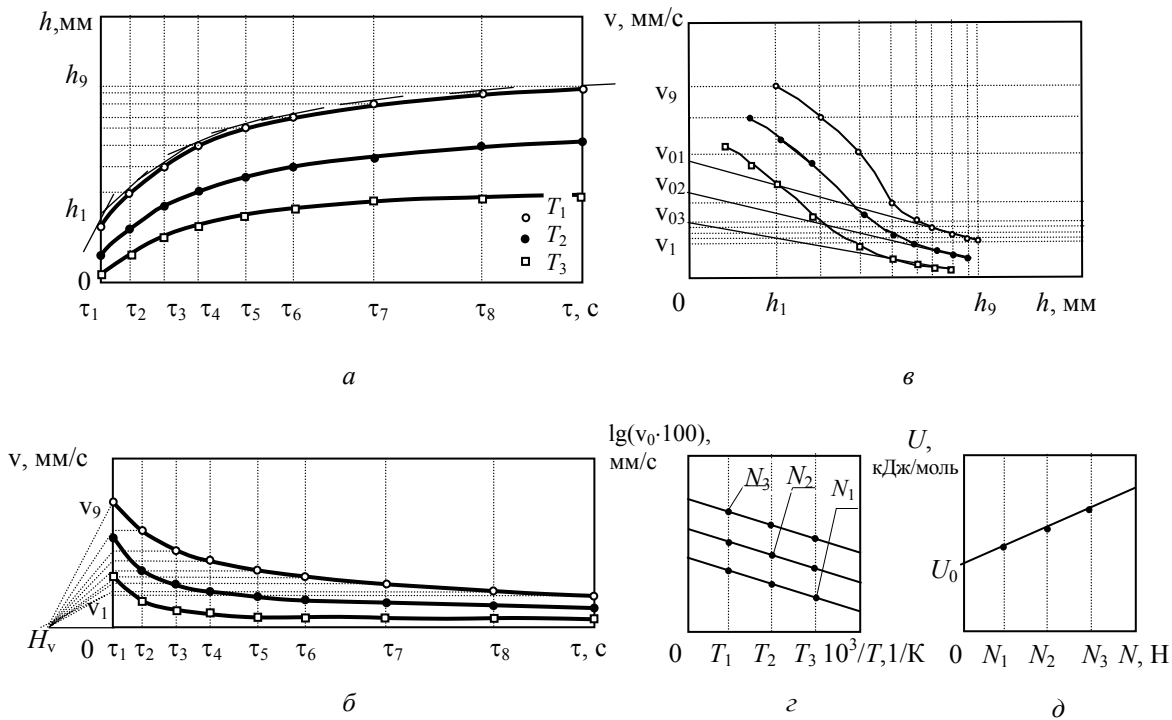 h,мм
h₉
h₁
0
T₁
T₂
T₃
τ₁ τ₂ τ₃ τ₄ τ₅ τ₆ τ₇ τ₈ τ, с
а
v, мм/с
v₉
v₀₁
v₀₂
v₀₃
v₁
0 h₁ h₉ h, мм
в
v, мм/с
v₉
v₁
H_v 0 τ₁ τ₂ τ₃ τ₄ τ₅ τ₆ τ₇ τ₈ τ, с
б
lg(v₀·100),
мм/с
N₃ N₂ N₁
0 T₁ T₂ T₃ 10³/T,1/К
г
U,
кДж/моль
U₀
0 N₁ N₂ N₃ N, Н
д